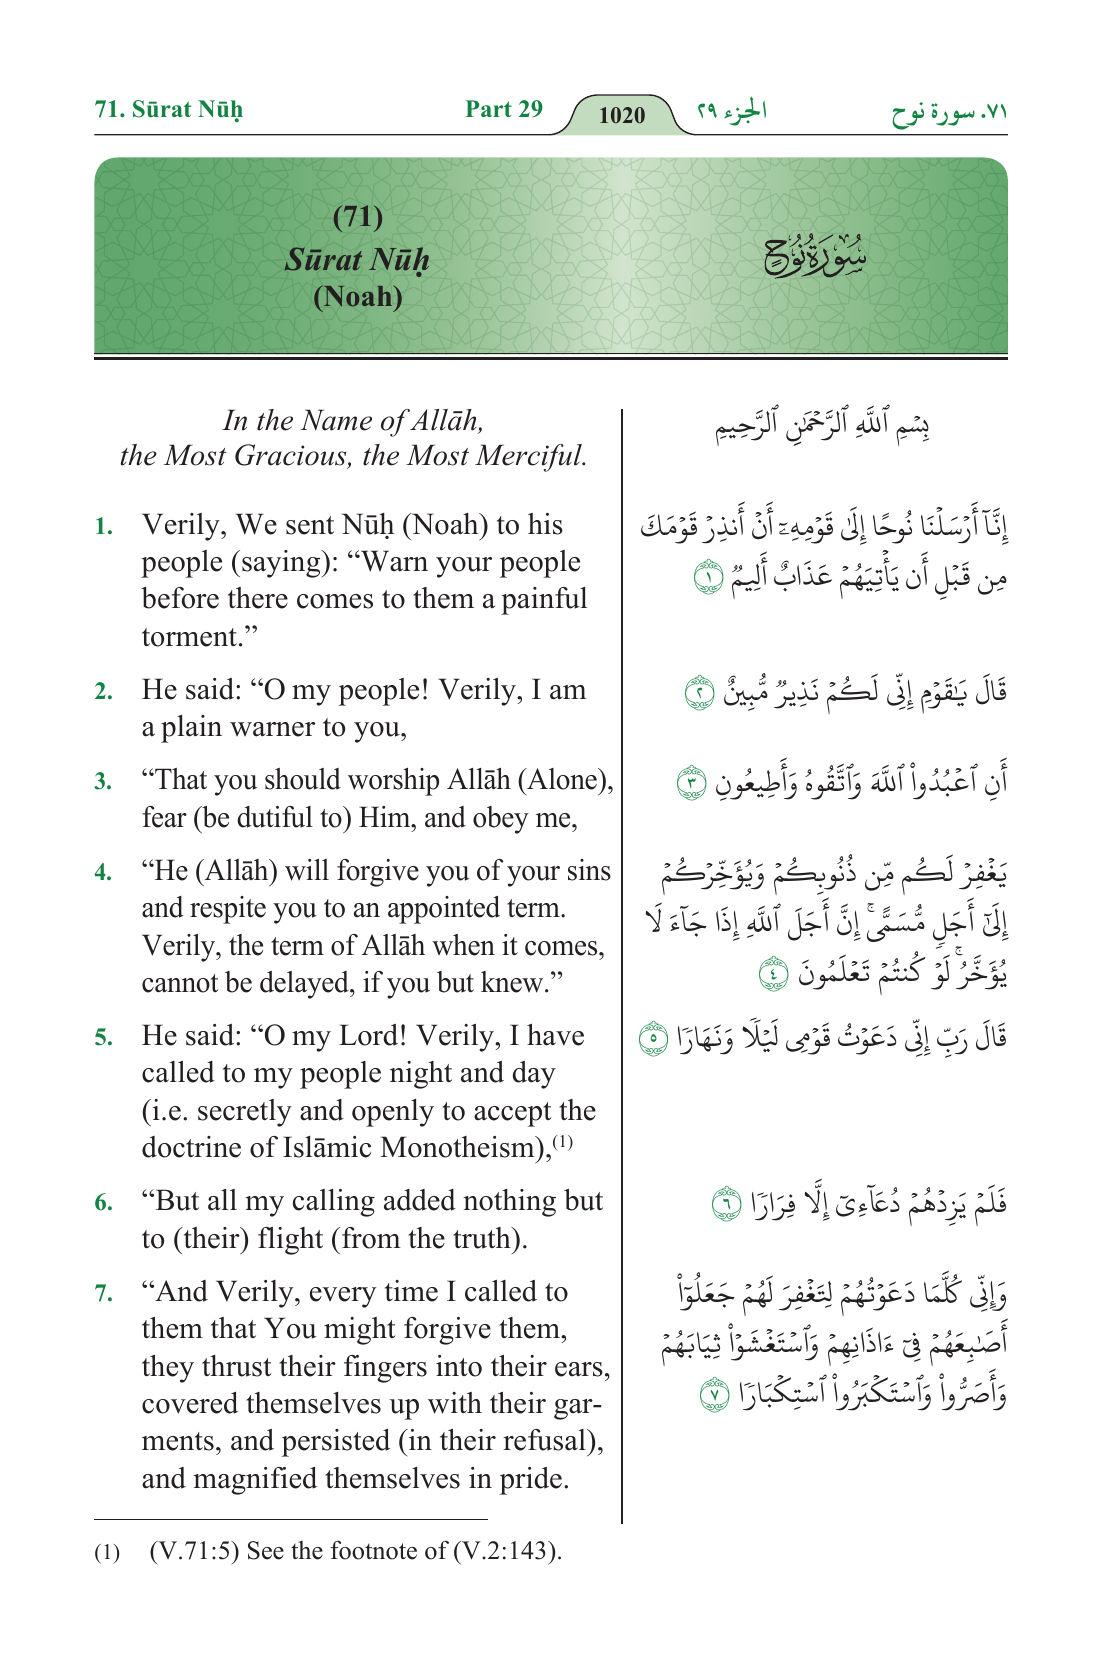 71. Sūrat Nūḥ
Part 29
1020
الجزء ٢٩
٧١. سورة نوح
(71)
Sūrat Nūḥ
(Noah)
سُورَةُ نُوحٍ
In the Name of Allāh,
the Most Gracious, the Most Merciful.
1. Verily, We sent Nūḥ (Noah) to his
people (saying): “Warn your people
before there comes to them a painful
torment.”
2. He said: “O my people! Verily, I am
a plain warner to you,
3. “That you should worship Allāh (Alone),
fear (be dutiful to) Him, and obey me,
4. “He (Allāh) will forgive you of your sins
and respite you to an appointed term.
Verily, the term of Allāh when it comes,
cannot be delayed, if you but knew.”
5. He said: “O my Lord! Verily, I have
called to my people night and day
(i.e. secretly and openly to accept the
doctrine of Islāmic Monotheism),(1)
6. “But all my calling added nothing but
to (their) flight (from the truth).
7. “And Verily, every time I called to
them that You might forgive them,
they thrust their fingers into their ears,
covered themselves up with their gar-
ments, and persisted (in their refusal),
and magnified themselves in pride.
بِسْمِ ٱللَّهِ ٱلرَّحْمَٰنِ ٱلرَّحِيمِ
إِنَّآ أَرْسَلْنَا نُوحًا إِلَىٰ قَوْمِهِۦٓ أَنْ أَنذِرْ قَوْمَكَ
مِن قَبْلِ أَن يَأْتِيَهُمْ عَذَابٌ أَلِيمٌ ١
قَالَ يَٰقَوْمِ إِنِّى لَكُمْ نَذِيرٌ مُّبِينٌ ٢
أَنِ ٱعْبُدُوا۟ ٱللَّهَ وَٱتَّقُوهُ وَأَطِيعُونِ ٣
يَغْفِرْ لَكُم مِّن ذُنُوبِكُمْ وَيُؤَخِّرْكُمْ
إِلَىٰٓ أَجَلٍ مُّسَمًّى ۚ إِنَّ أَجَلَ ٱللَّهِ إِذَا جَآءَ لَا
يُؤَخَّرُ ۚ لَوْ كُنتُمْ تَعْلَمُونَ ٤
قَالَ رَبِّ إِنِّى دَعَوْتُ قَوْمِى لَيْلًا وَنَهَارًا ٥
فَلَمْ يَزِدْهُمْ دُعَآءِىٓ إِلَّا فِرَارًا ٦
وَإِنِّى كُلَّمَا دَعَوْتُهُمْ لِتَغْفِرَ لَهُمْ جَعَلُوٓا۟
أَصَٰبِعَهُمْ فِىٓ ءَاذَانِهِمْ وَٱسْتَغْشَوْا۟ ثِيَابَهُمْ
وَأَصَرُّوا۟ وَٱسْتَكْبَرُوا۟ ٱسْتِكْبَارًا ٧
(1) (V.71:5) See the footnote of (V.2:143).